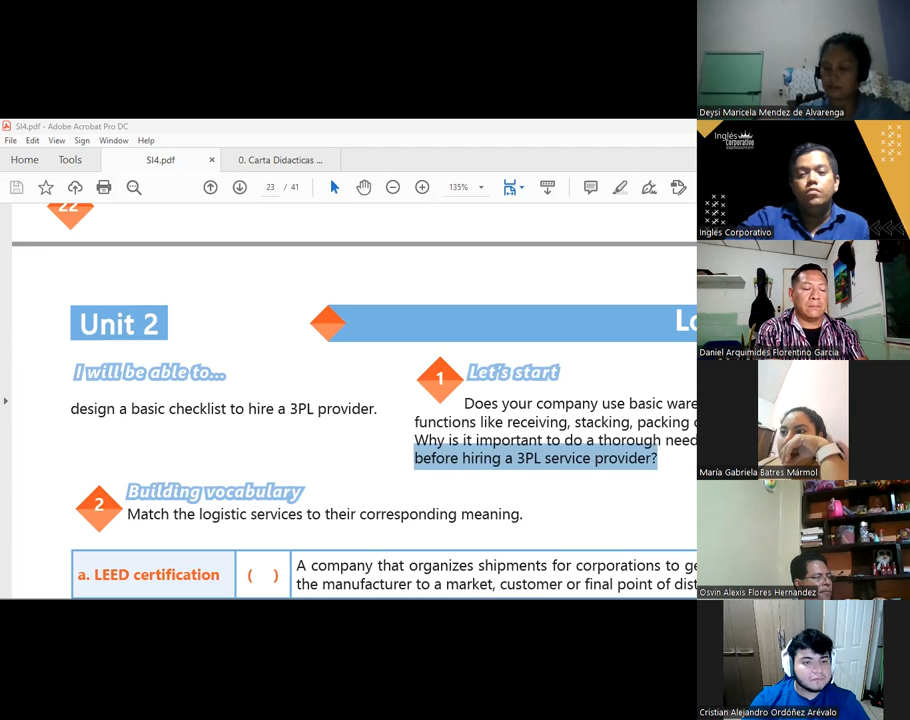 SI4.pdf - Adobe Acrobat Pro DC
File Edit View Sign Window Help
Home Tools SI4.pdf × 0. Carta Didacticas ...
23 / 41 135%
22
Unit 2
Lo
I will be able to...
design a basic checklist to hire a 3PL provider.
1 Let's start
Does your company use basic ware
functions like receiving, stacking, packing
Why is it important to do a thorough need
before hiring a 3PL service provider?
2 Building vocabulary
Match the logistic services to their corresponding meaning.
a. LEED certification ( ) A company that organizes shipments for corporations to ge
the manufacturer to a market, customer or final point of dist
Deysi Maricela Mendez de Alvarenga
Inglés
Corporativo
Inglés Corporativo
Daniel Arquimides Florentino Garcia
María Gabriela Batres Mármol
Osvin Alexis Flores Hernandez
Cristian Alejandro Ordóñez Arévalo